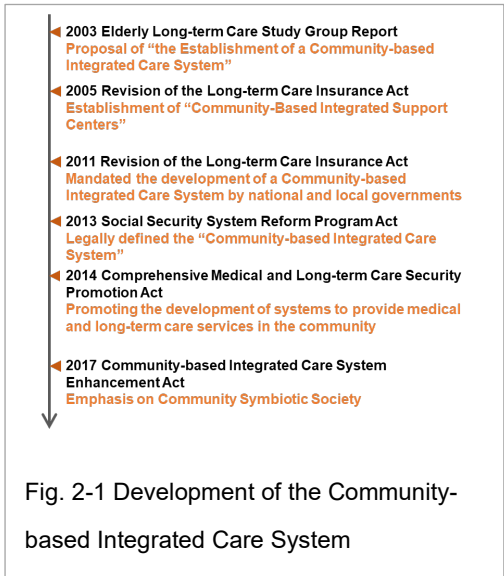 2003 Elderly Long-term Care Study Group Report
Proposal of “the Establishment of a Community-based
Integrated Care System”
2005 Revision of the Long-term Care Insurance Act
Establishment of “Community-Based Integrated Support
Centers”
2011 Revision of the Long-term Care Insurance Act
Mandated the development of a Community-based
Integrated Care System by national and local governments
2013 Social Security System Reform Program Act
Legally defined the “Community-based Integrated Care
System”
2014 Comprehensive Medical and Long-term Care Security
Promotion Act
Promoting the development of systems to provide medical
and long-term care services in the community
2017 Community-based Integrated Care System
Enhancement Act
Emphasis on Community Symbiotic Society
Fig. 2-1 Development of the Community-
based Integrated Care System